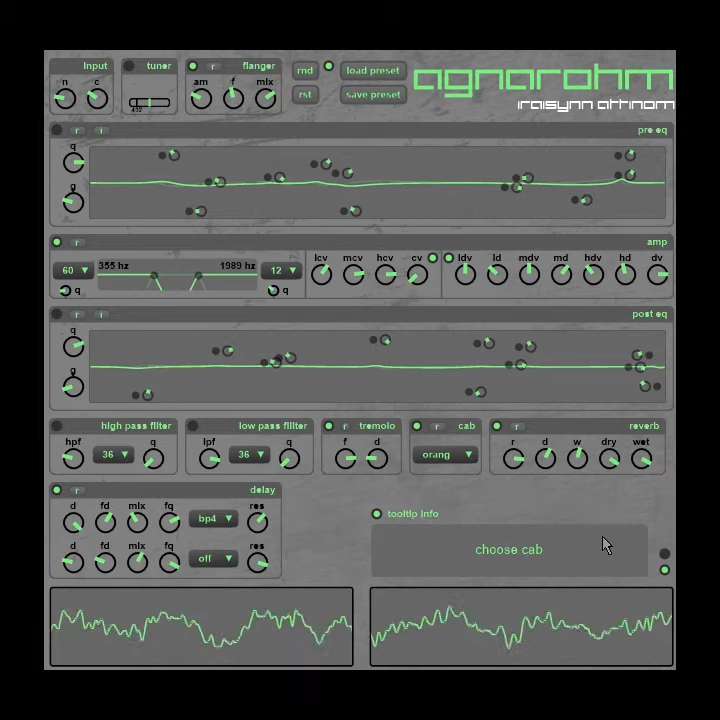 Input
tuner
r
flanger
n
c
440
am
f
mix
rnd
rst
load preset
save preset
agnarohm
iraisynn attinom
r
i
pre eq
q
g
r
amp
60
355 hz
1989 hz
12
q
q
lcv
mcv
hcv
cv
ldv
ld
mdv
md
hdv
hd
dv
r
i
post eq
q
g
high pass filter
hpf
36
q
low pass filter
lpf
36
q
r
tremolo
f
d
r
cab
orang
r
reverb
r
d
w
dry
wet
r
delay
d
fd
mix
fq
bp4
res
d
fd
mix
fq
off
res
tooltip info
choose cab